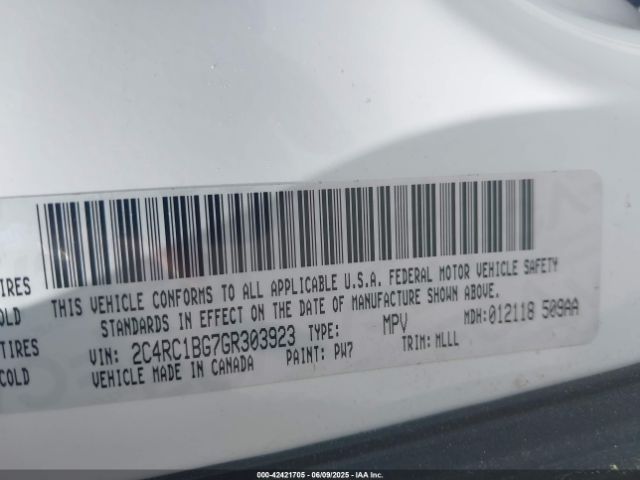 TIRES
COLD
TIRES
COLD
THIS VEHICLE CONFORMS TO ALL APPLICABLE U.S.A. FEDERAL MOTOR VEHICLE SAFETY
STANDARDS IN EFFECT ON THE DATE OF MANUFACTURE SHOWN ABOVE.
VIN: 2C4RC1BG7GR303923 TYPE: MPV MDH:012118 509AA
VEHICLE MADE IN CANADA PAINT: PW7 TRIM: MLLL
000-42421705 - 06/09/2025 - IAA Inc.